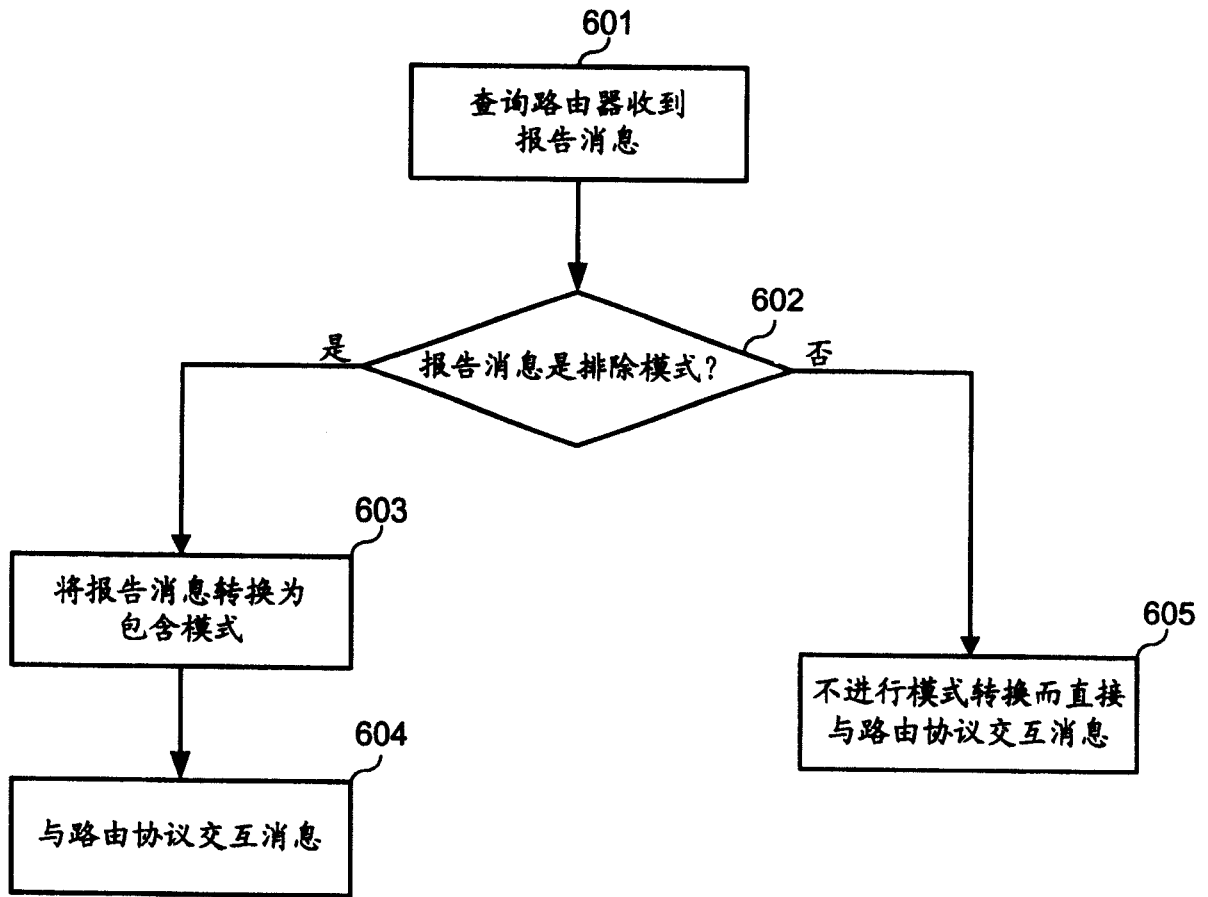 601
查询路由器收到
报告消息
602
是
报告消息是排除模式?
否
603
将报告消息转换为
包含模式
605
不进行模式转换而直接
与路由协议交互消息
604
与路由协议交互消息